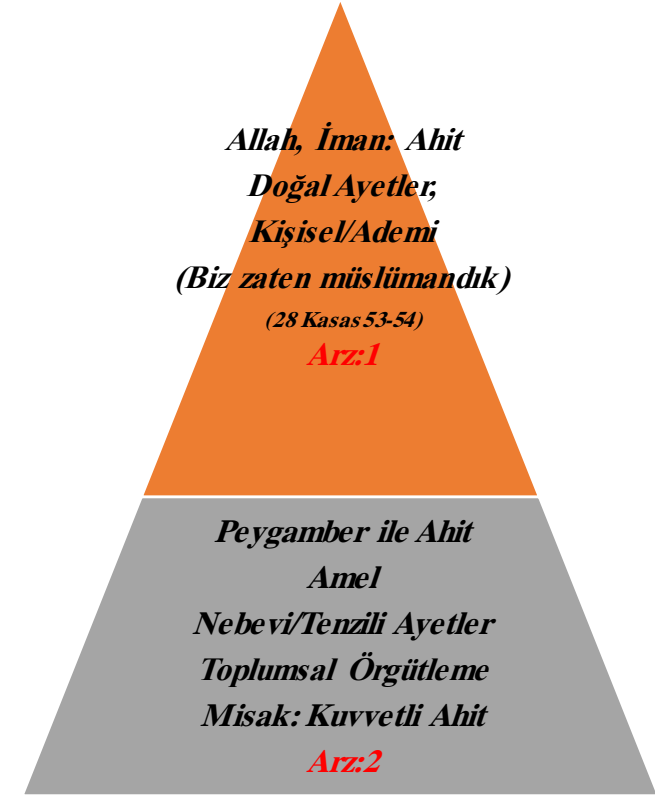 Allah, İman: Ahit
Doğal Ayetler,
Kişisel/Ademi
(Biz zaten müslümandık)
(28 Kasas 53-54)
Arz:1
Peygamber ile Ahit
Amel
Nebevi/Tenzili Ayetler
Toplumsal Örgütleme
Misak: Kuvvetli Ahit
Arz:2